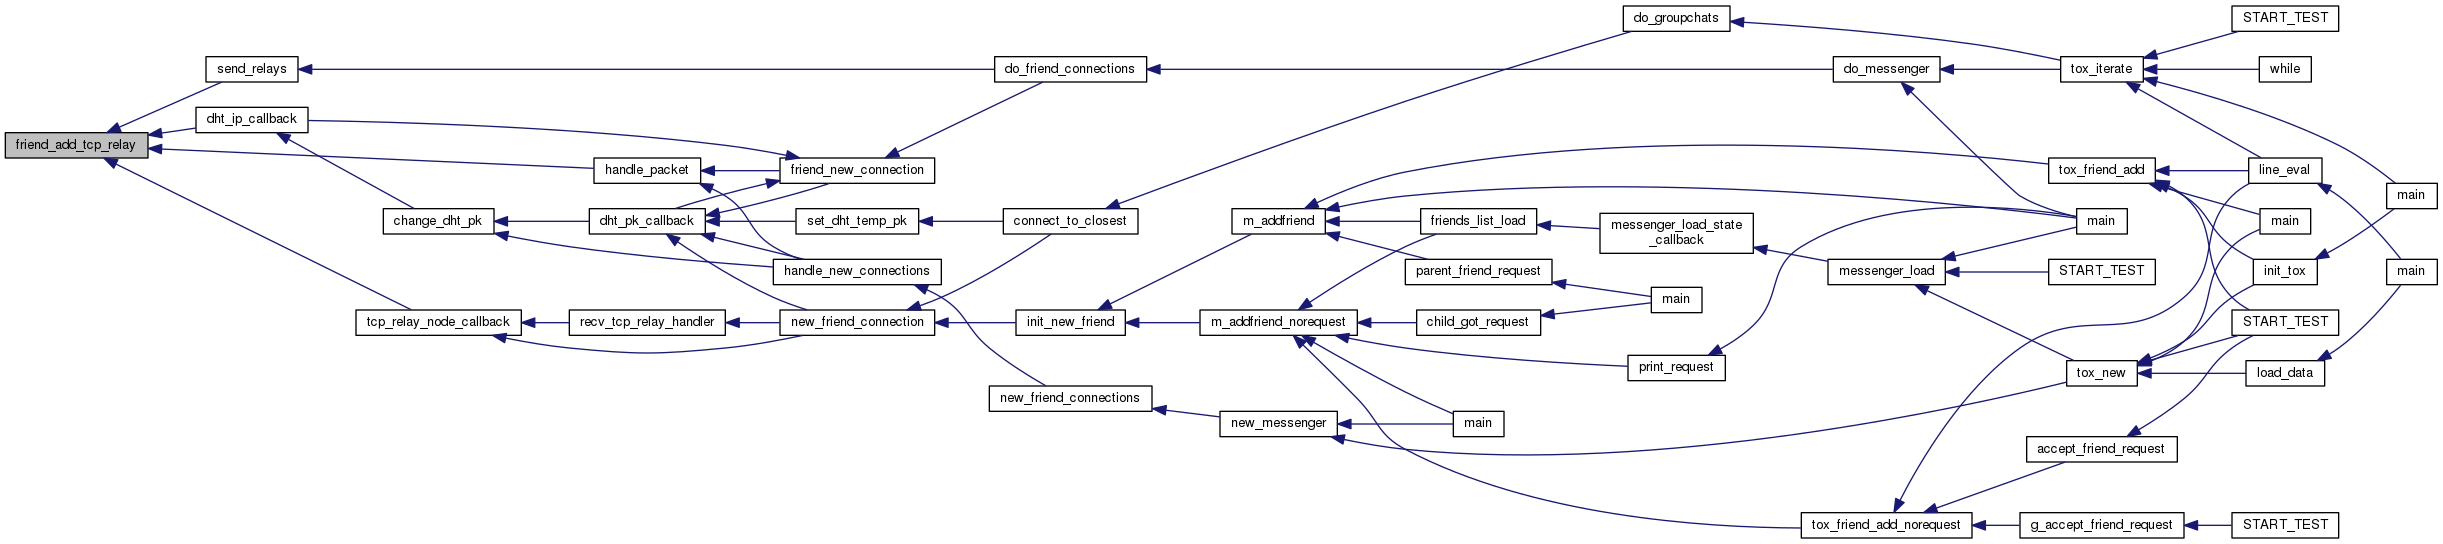 friend_add_tcp_relay
send_relays
dht_ip_callback
handle_packet
change_dht_pk
tcp_relay_node_callback
dht_pk_callback
recv_tcp_relay_handler
friend_new_connection
set_dht_temp_pk
handle_new_connections
new_friend_connection
do_friend_connections
connect_to_closest
init_new_friend
new_friend_connections
m_addfriend
m_addfriend_norequest
new_messenger
friends_list_load
parent_friend_request
child_got_request
main
do_groupchats
messenger_load_state
_callback
main
print_request
do_messenger
messenger_load
tox_friend_add_norequest
tox_iterate
tox_friend_add
main
START_TEST
tox_new
accept_friend_request
g_accept_friend_request
START_TEST
while
line_eval
main
init_tox
START_TEST
load_data
START_TEST
main
main